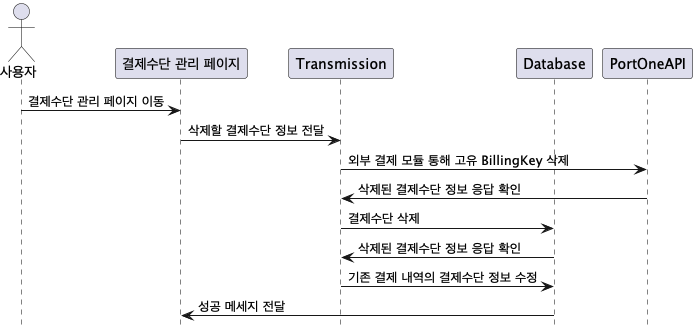 사용자
결제수단 관리 페이지
Transmission
Database
PortOneAPI
결제수단 관리 페이지 이동
삭제할 결제수단 정보 전달
외부 결제 모듈 통해 고유 BillingKey 삭제
삭제된 결제수단 정보 응답 확인
결제수단 삭제
삭제된 결제수단 정보 응답 확인
기존 결제 내역의 결제수단 정보 수정
성공 메세지 전달